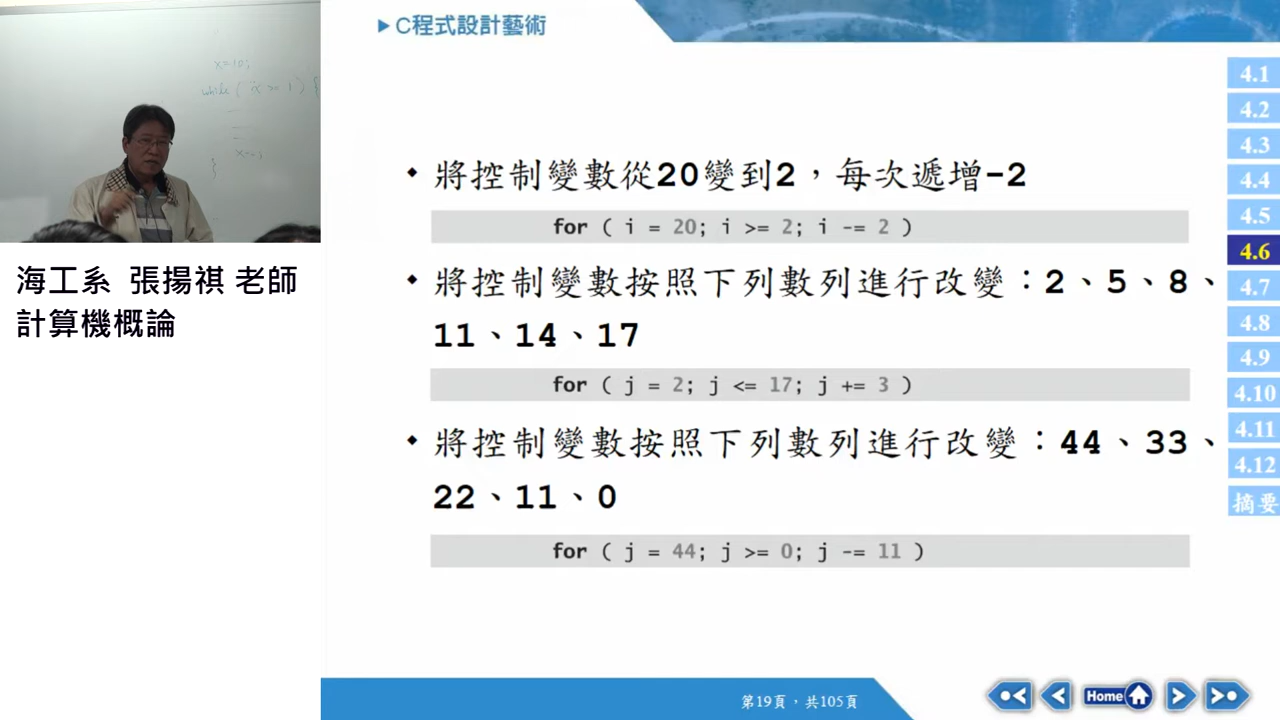 C程式設計藝術
x=10;
while ( x > 1 ) {
}
海工系 張揚祺 老師
計算機概論
將控制變數從20變到2，每次遞增-2
for ( i = 20; i >= 2; i -= 2 )
將控制變數按照下列數列進行改變：2、5、8、
11、14、17
for ( j = 2; j <= 17; j += 3 )
將控制變數按照下列數列進行改變：44、33、
22、11、0
for ( j = 44; j >= 0; j -= 11 )
4.1
4.2
4.3
4.4
4.5
4.6
4.7
4.8
4.9
4.10
4.11
4.12
摘要
第19頁，共105頁
Home